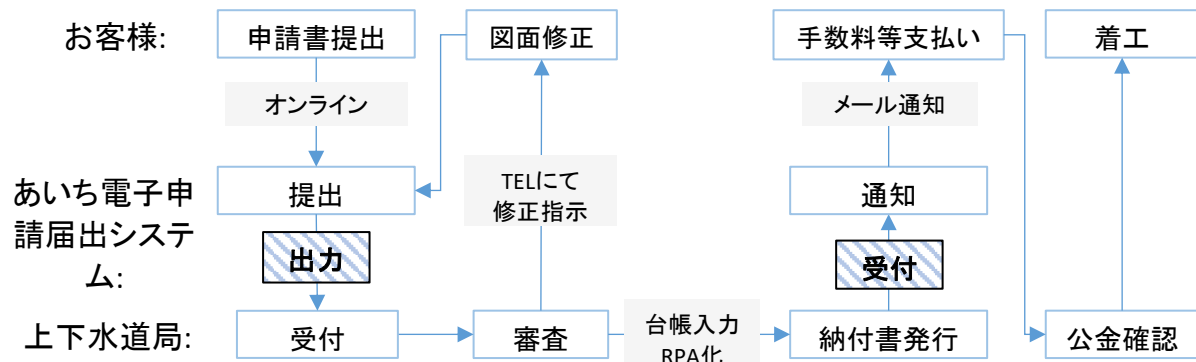 お客様:
申請書提出
図面修正
手数料等支払い
着工
オンライン
メール通知
あいち電子申
請届出システ
ム:
提出
TELにて
修正指示
通知
出力
受付
上下水道局:
受付
審査
台帳入力
RPA化
納付書発行
公金確認